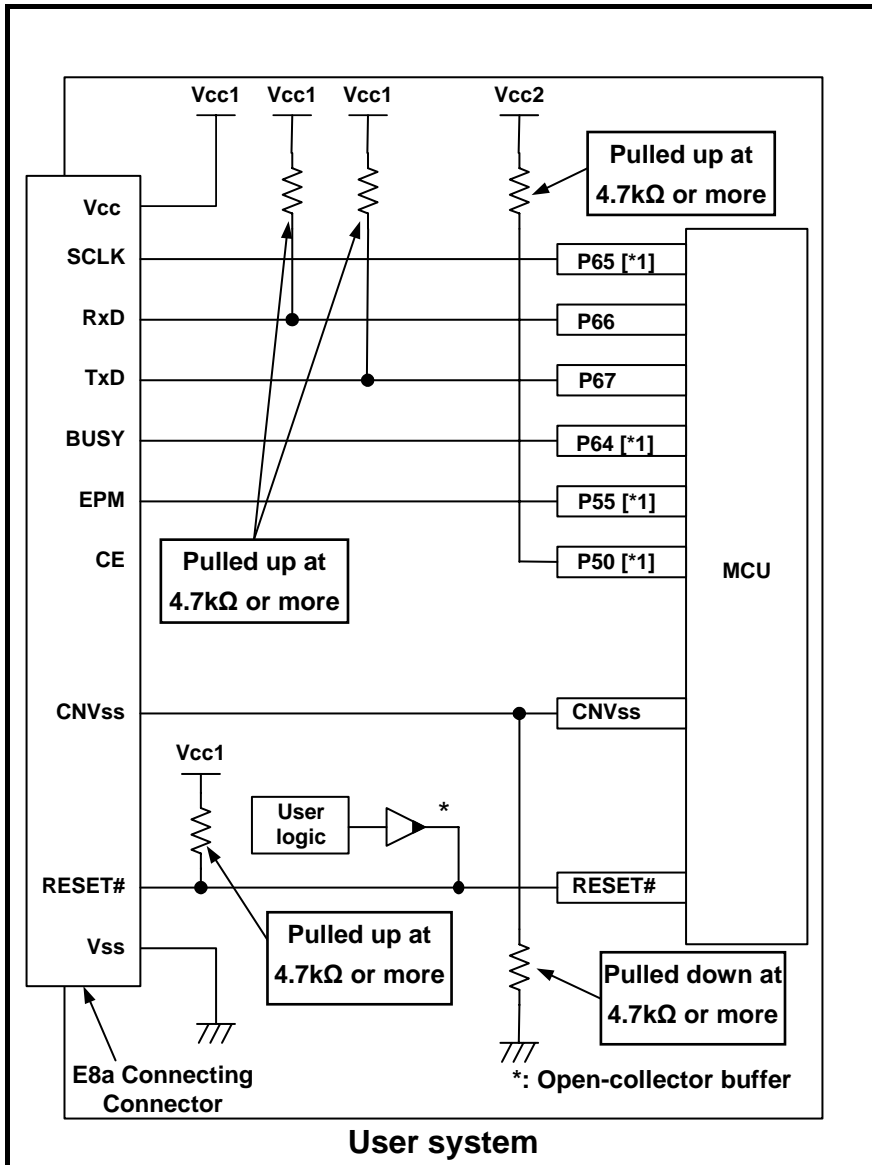 Vcc1 Vcc1 Vcc1 Vcc2
Pulled up at
4.7kΩ or more
Vcc
SCLK P65 [*1]
RxD P66
TxD P67
BUSY P64 [*1]
EPM P55 [*1]
CE P50 [*1]
MCU
Pulled up at
4.7kΩ or more
CNVss CNVss
Vcc1
User
logic
*
RESET# RESET#
Vss
Pulled up at
4.7kΩ or more
Pulled down at
4.7kΩ or more
E8a Connecting
Connector
*: Open-collector buffer
User system